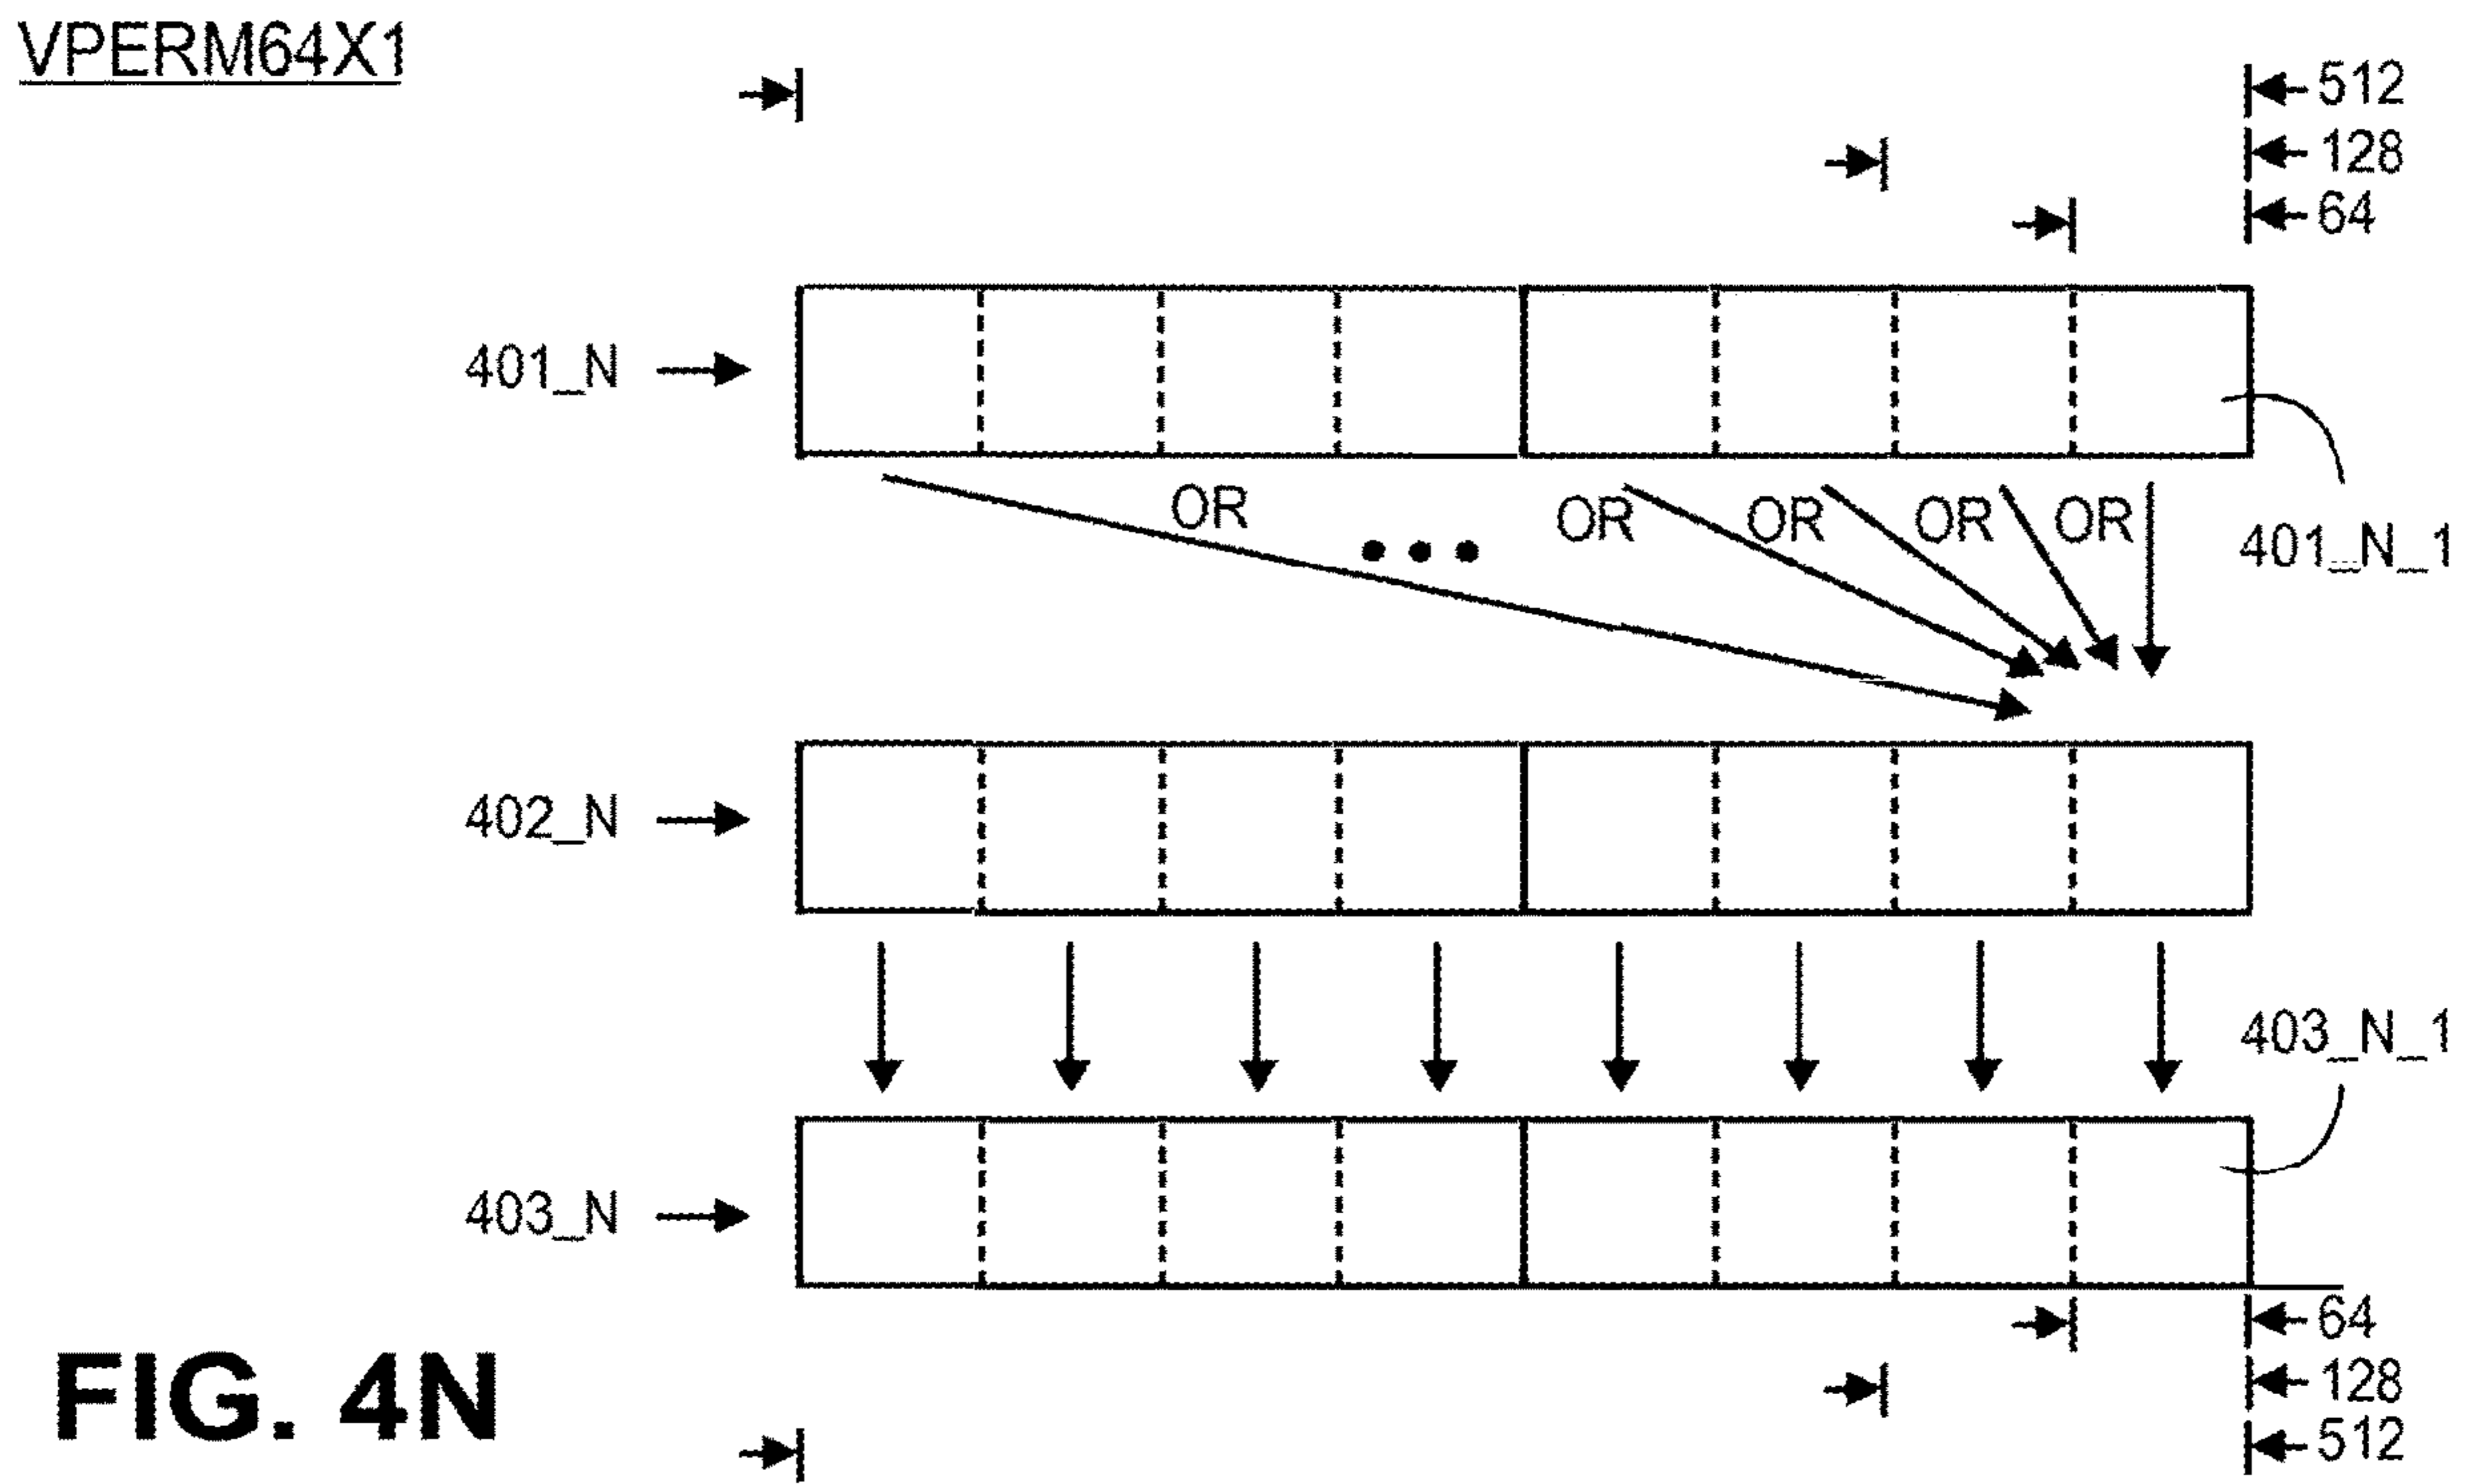 VPERM64X1
512
128
64
401_N
OR OR OR OR OR
401_N_1
402_N
403_N_1
403_N
64
128
512
FIG. 4N